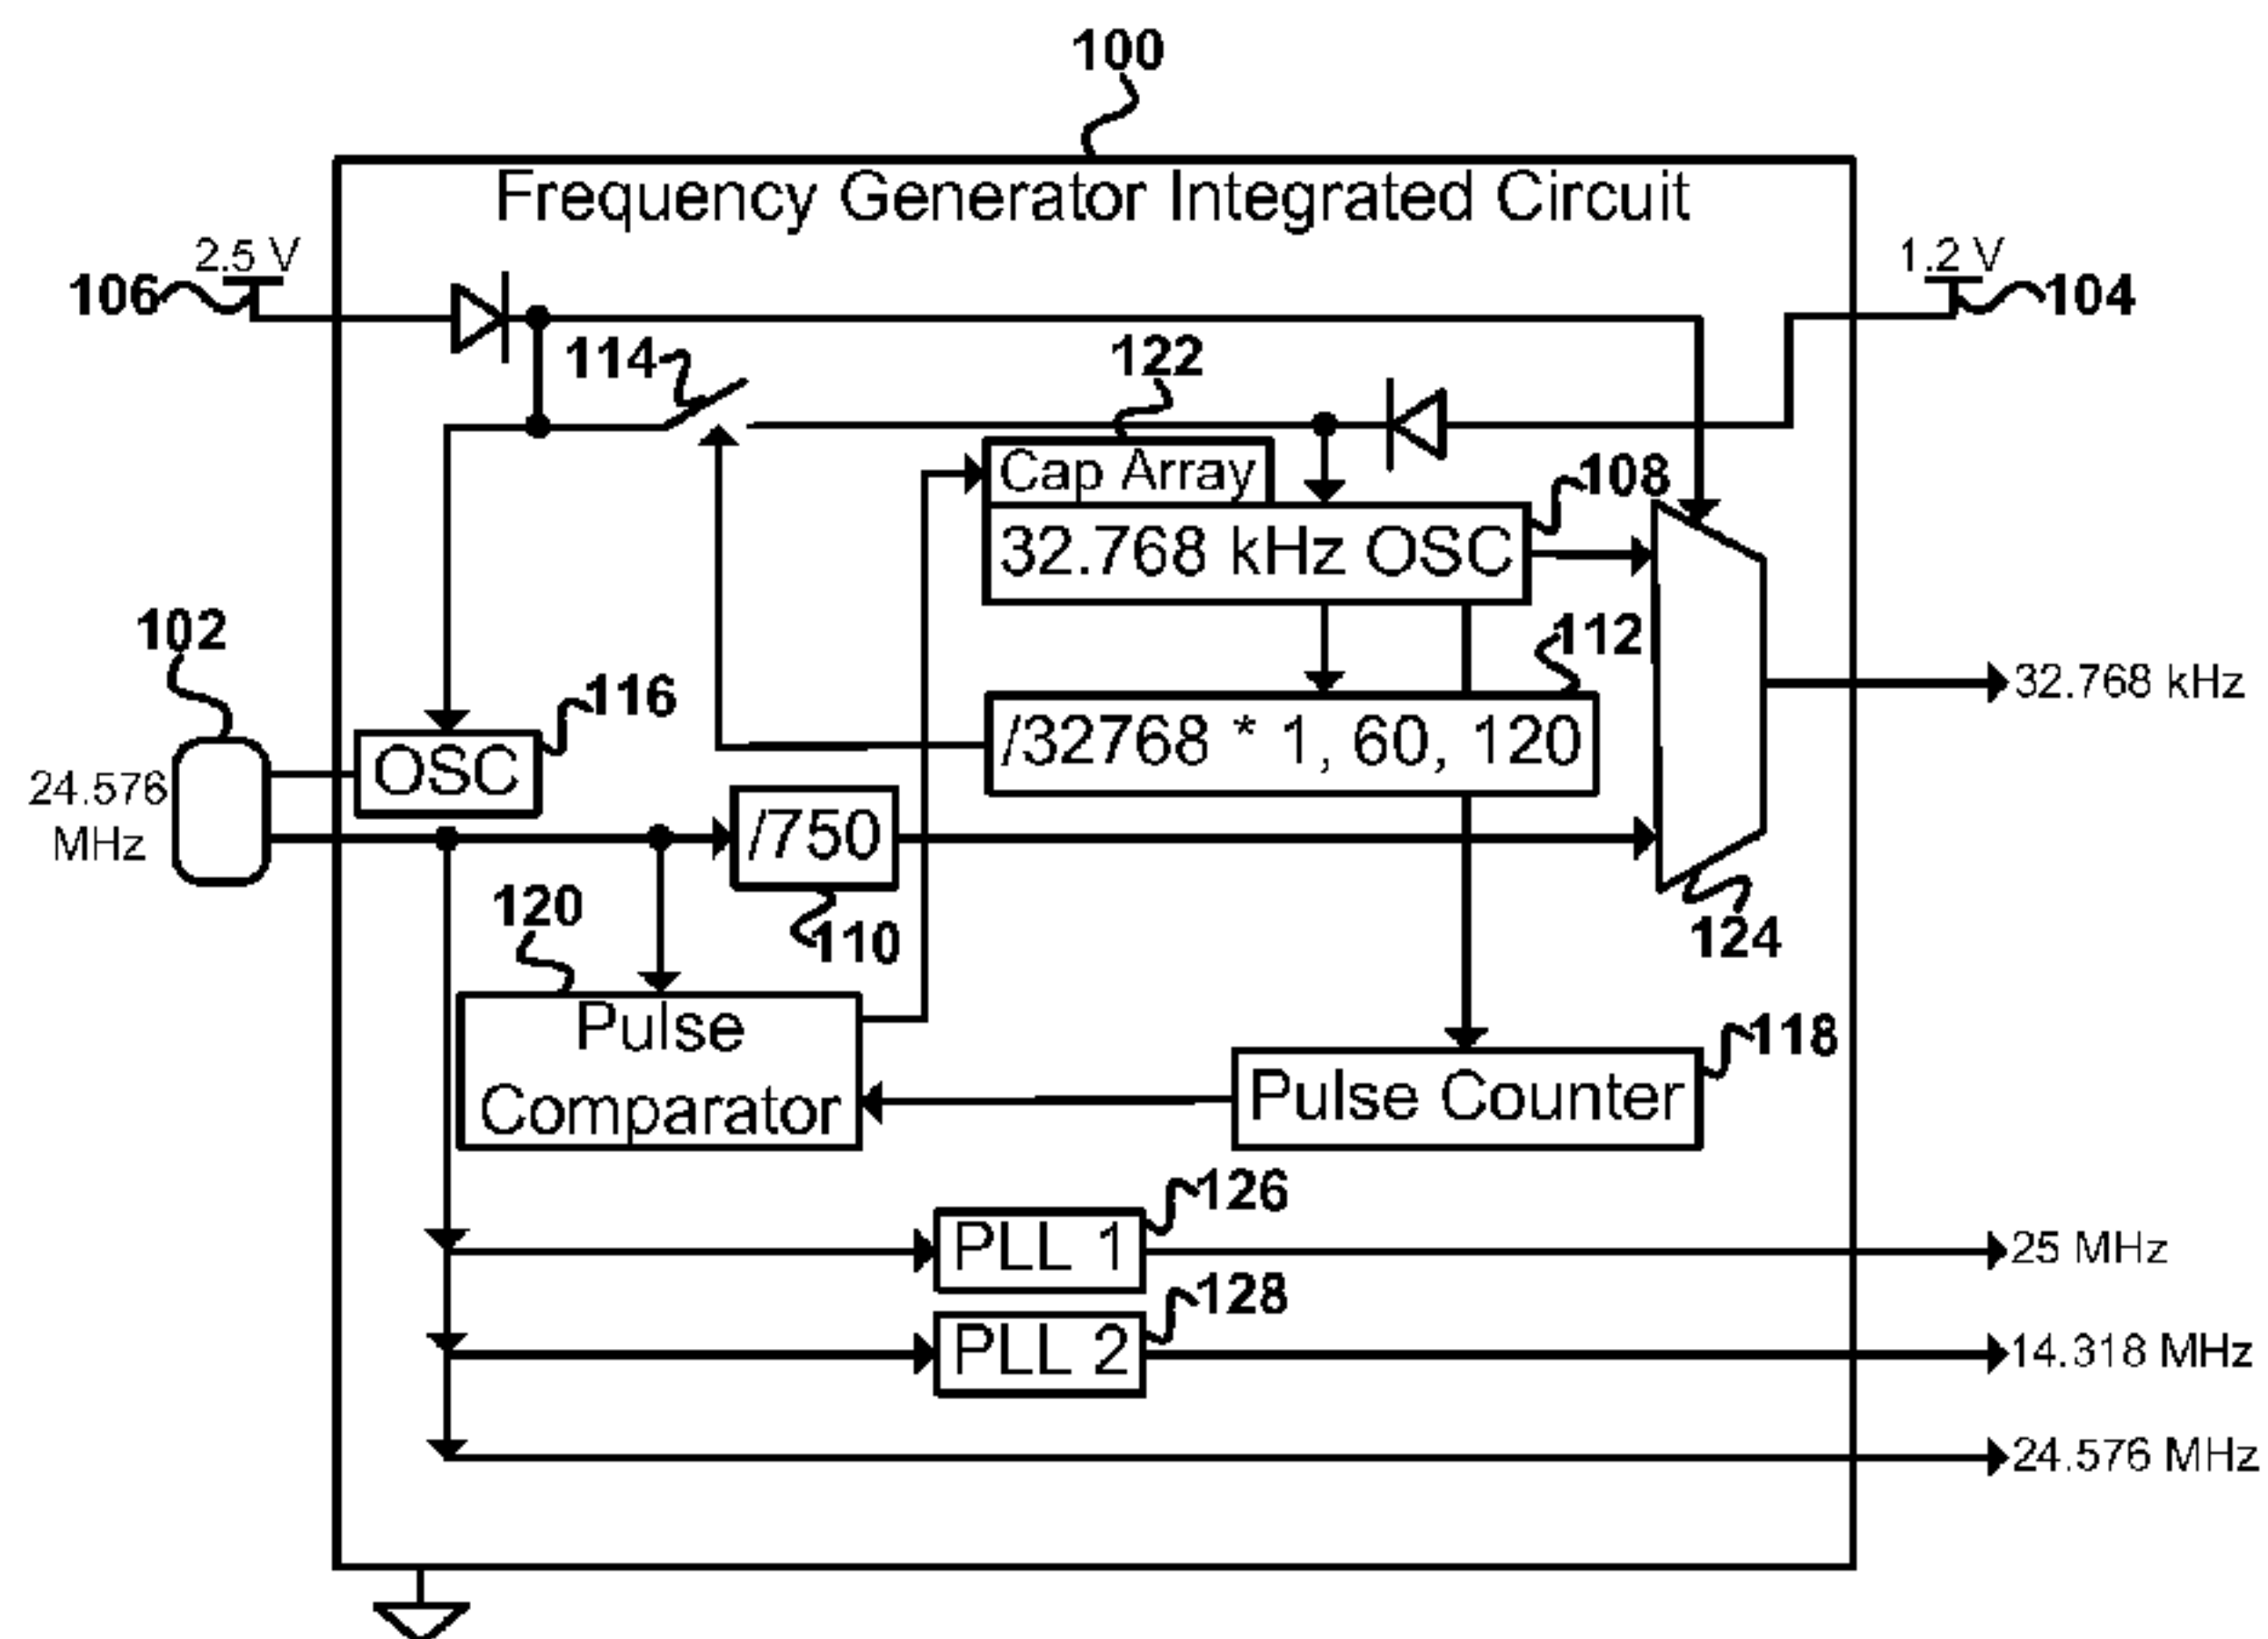 100
Frequency Generator Integrated Circuit
2.5 V
1.2 V
106
104
114
122
Cap Array
108
32.768 kHz OSC
102
112
116
32.768 kHz
/32768 * 1, 60, 120
OSC
24.576
MHz
/750
120
110
124
Pulse
Comparator
118
Pulse Counter
126
PLL 1
25 MHz
128
PLL 2
14.318 MHz
24.576 MHz